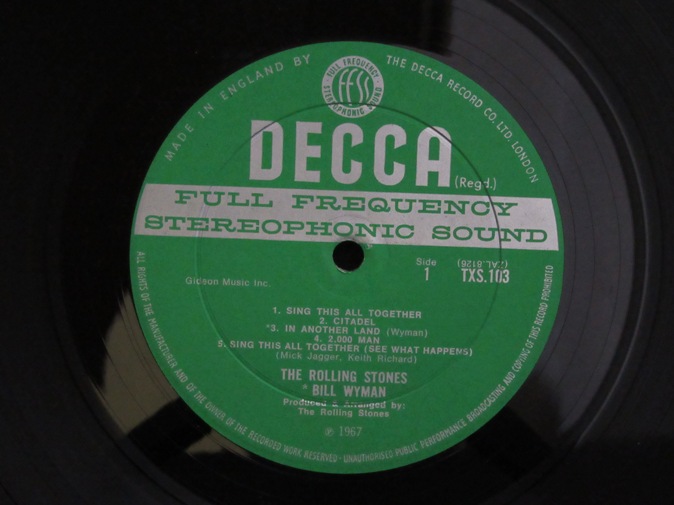 MADE IN ENGLAND BY
THE DECCA RECORD CO. LTD. LONDON
FULL FREQUENCY
STEREOPHONIC SOUND
ffss
DECCA
(Regd.)
FULL FREQUENCY
STEREOPHONIC SOUND
Side
1
(ZAL.8126)
TXS.103
Gideon Music Inc.
1. SING THIS ALL TOGETHER
2. CITADEL
*3. IN ANOTHER LAND (Wyman)
4. 2,000 MAN
5. SING THIS ALL TOGETHER (SEE WHAT HAPPENS)
(Mick Jagger, Keith Richard)
THE ROLLING STONES
* BILL WYMAN
Produced & Arranged by:
The Rolling Stones
℗ 1967
ALL RIGHTS OF THE MANUFACTURER AND OF THE OWNER OF THE RECORDED WORK RESERVED · UNAUTHORISED PUBLIC PERFORMANCE BROADCASTING AND COPYING OF THIS RECORD PROHIBITED